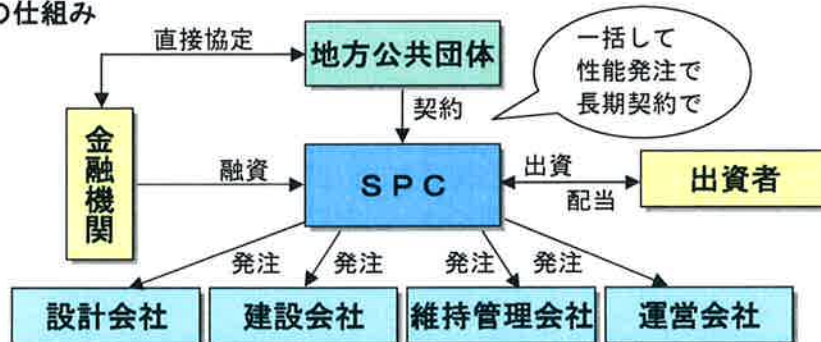 の仕組み
直接協定
地方公共団体
一括して
性能発注で
長期契約で
契約
金融機関
融資
SPC
出資
配当
出資者
発注 発注 発注 発注
設計会社 建設会社 維持管理会社 運営会社